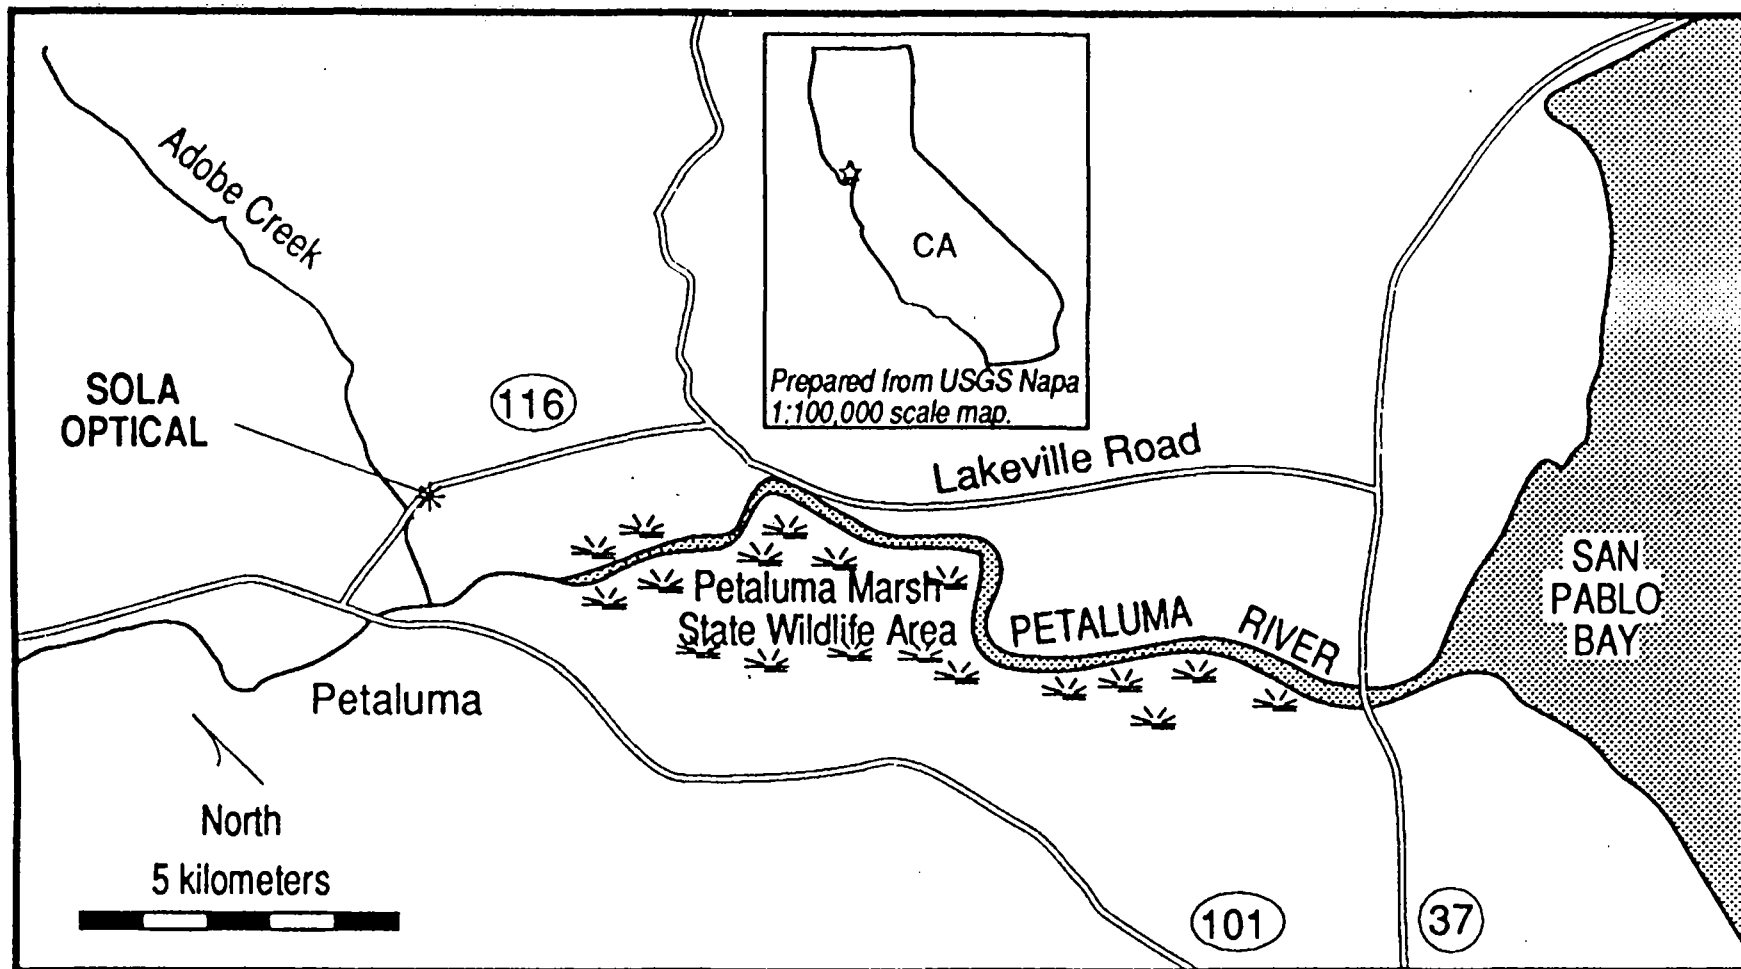 Adobe Creek
SOLA
OPTICAL
116
CA
Prepared from USGS Napa
1:100,000 scale map.
Lakeville Road
SAN
PABLO
BAY
Petaluma Marsh
State Wildlife Area
PETALUMA RIVER
Petaluma
North
5 kilometers
101
37